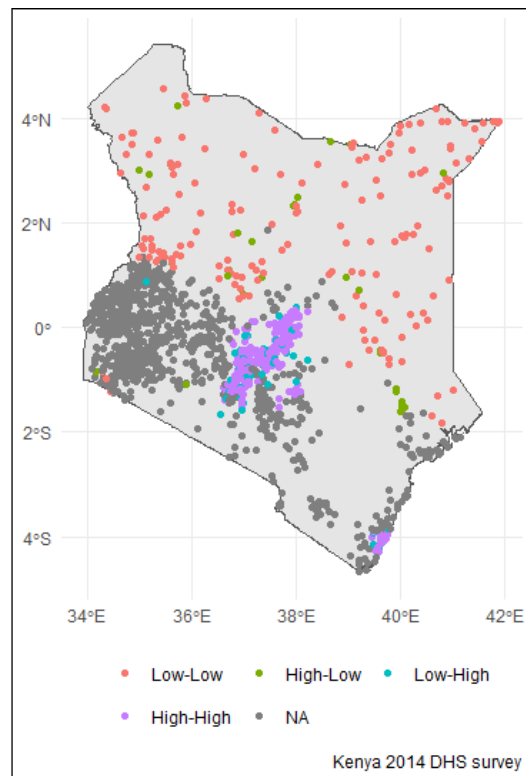 4°N
2°N
0°
2°S
4°S
34°E
36°E
38°E
40°E
42°E
Low-Low
High-Low
Low-High
High-High
NA
Kenya 2014 DHS survey